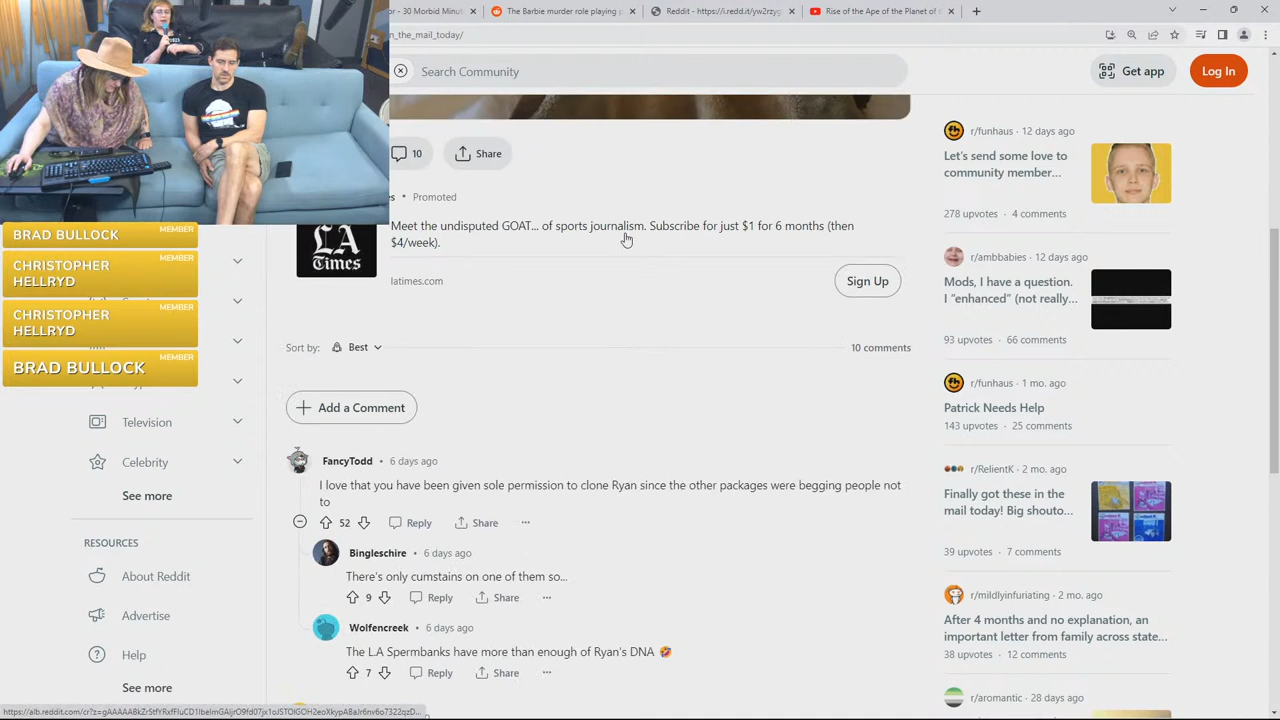 or - 30 Madrid Minut
The Barbie murder role playing p
Reddit - https://i.redd.it/yw2rzyg
Rise of the Ape of the Planet of
n_the_mail_today/
Search Community
Get app
Log In
10
Share
Promoted
Meet the undisputed GOAT... of sports journalism. Subscribe for just $1 for 6 months (then
$4/week).
LA
Times
latimes.com
Sign Up
BRAD BULLOCK
MEMBER
CHRISTOPHER
HELLRYD
MEMBER
CHRISTOPHER
HELLRYD
MEMBER
BRAD BULLOCK
MEMBER
Television
Celebrity
See more
RESOURCES
About Reddit
Advertise
Help
See more
Sort by:
Best
10 comments
Add a Comment
FancyTodd • 6 days ago
I love that you have been given sole permission to clone Ryan since the other packages were begging people not
to
52
Reply
Share
Bingleschire • 6 days ago
There's only cumstains on one of them so...
9
Reply
Share
Wolfencreek • 6 days ago
The L.A Spermbanks have more than enough of Ryan's DNA 🤣
7
Reply
Share
r/funhaus · 12 days ago
Let's send some love to
community member...
278 upvotes · 4 comments
r/ambbabies · 12 days ago
Mods, I have a question.
I "enhanced" (not really...
93 upvotes · 66 comments
r/funhaus · 1 mo. ago
Patrick Needs Help
143 upvotes · 25 comments
r/RelientK · 2 mo. ago
Finally got these in the
mail today! Big shouto...
39 upvotes · 7 comments
r/mildlyinfuriating · 2 mo. ago
After 4 months and no explanation, an
important letter from family across state...
38 upvotes · 12 comments
r/aromantic · 28 days ago